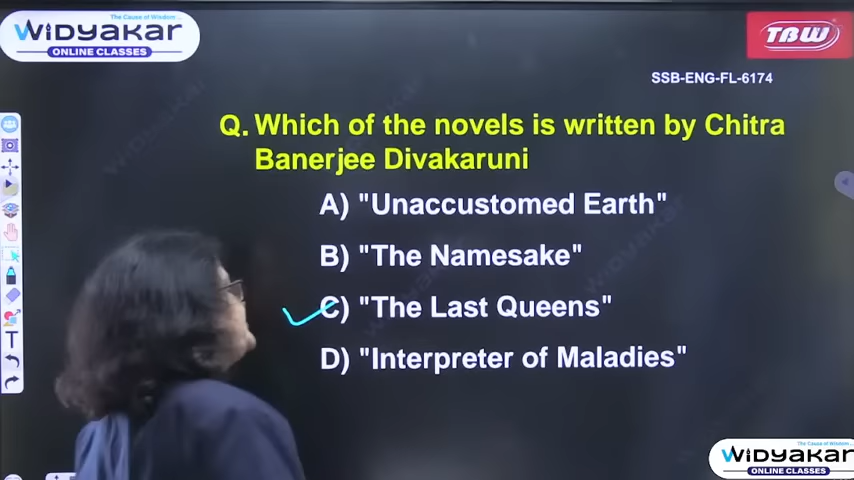 The Cause of Wisdom ...
WIDYAKAR
ONLINE CLASSES
TBW
SSB-ENG-FL-6174
Q. Which of the novels is written by Chitra
Banerjee Divakaruni
A) "Unaccustomed Earth"
B) "The Namesake"
C) "The Last Queens"
D) "Interpreter of Maladies"
T
The Cause of Wisdom ...
WIDYAKAR
ONLINE CLASSES